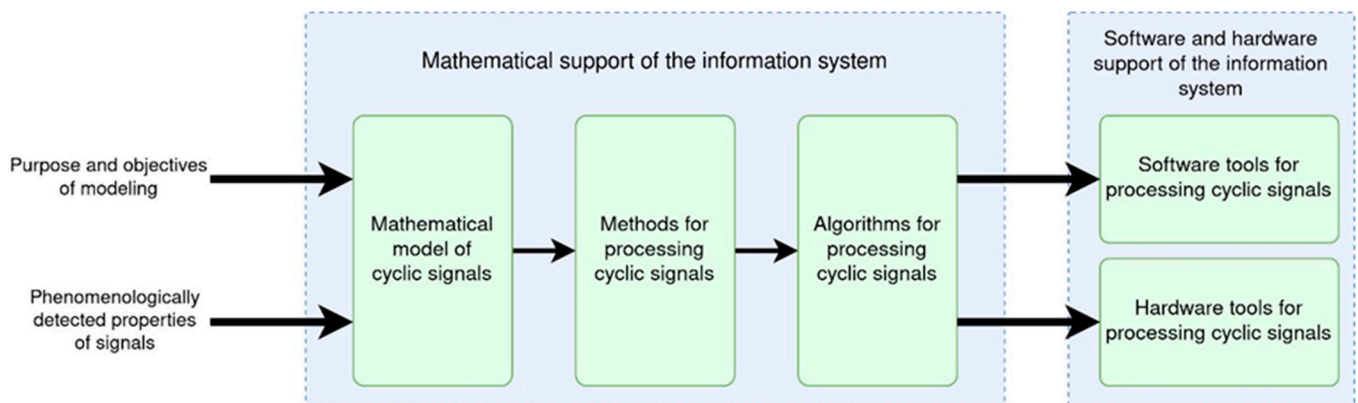 Mathematical support of the information system
Software and hardware
support of the information
system
Purpose and objectives
of modeling
Phenomenologically
detected properties
of signals
Mathematical
model of
cyclic signals
Methods for
processing
cyclic signals
Algorithms for
processing
cyclic signals
Software tools for
processing cyclic signals
Hardware tools for
processing cyclic signals